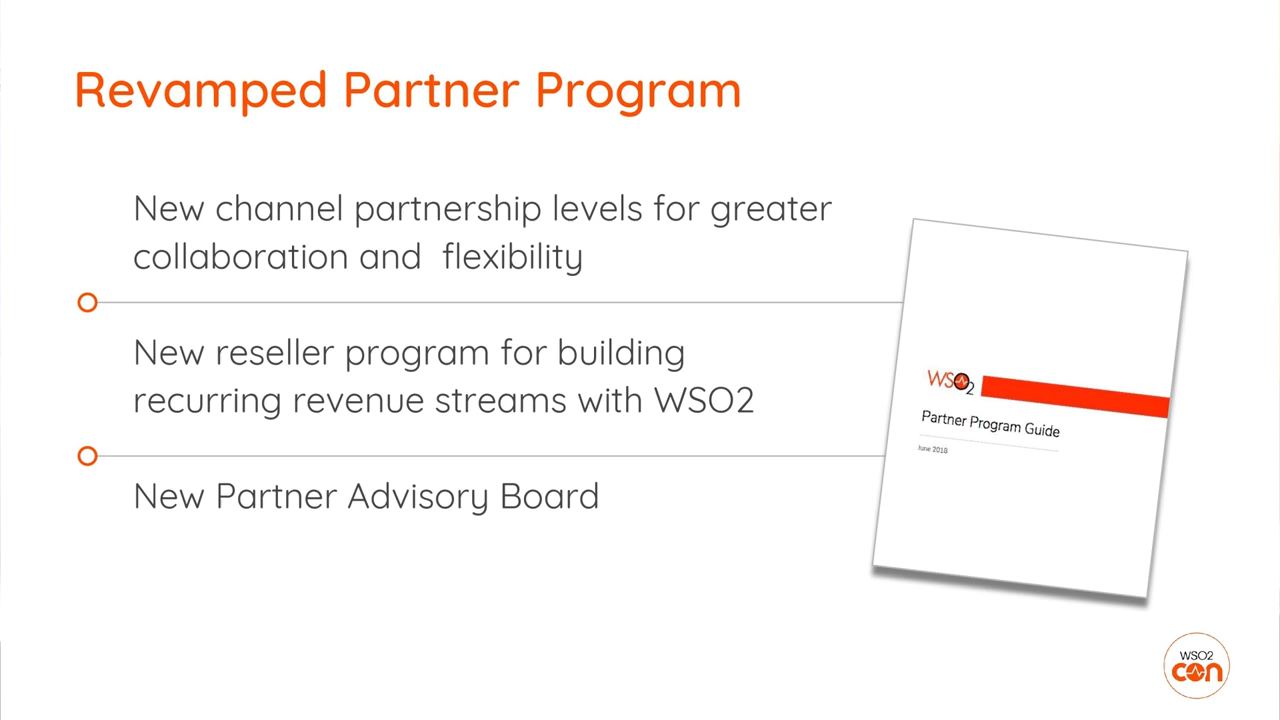 Revamped Partner Program
New channel partnership levels for greater
collaboration and  flexibility
New reseller program for building
recurring revenue streams with WSO2
New Partner Advisory Board
WSO2
Partner Program Guide
June 2018
WSO2
con